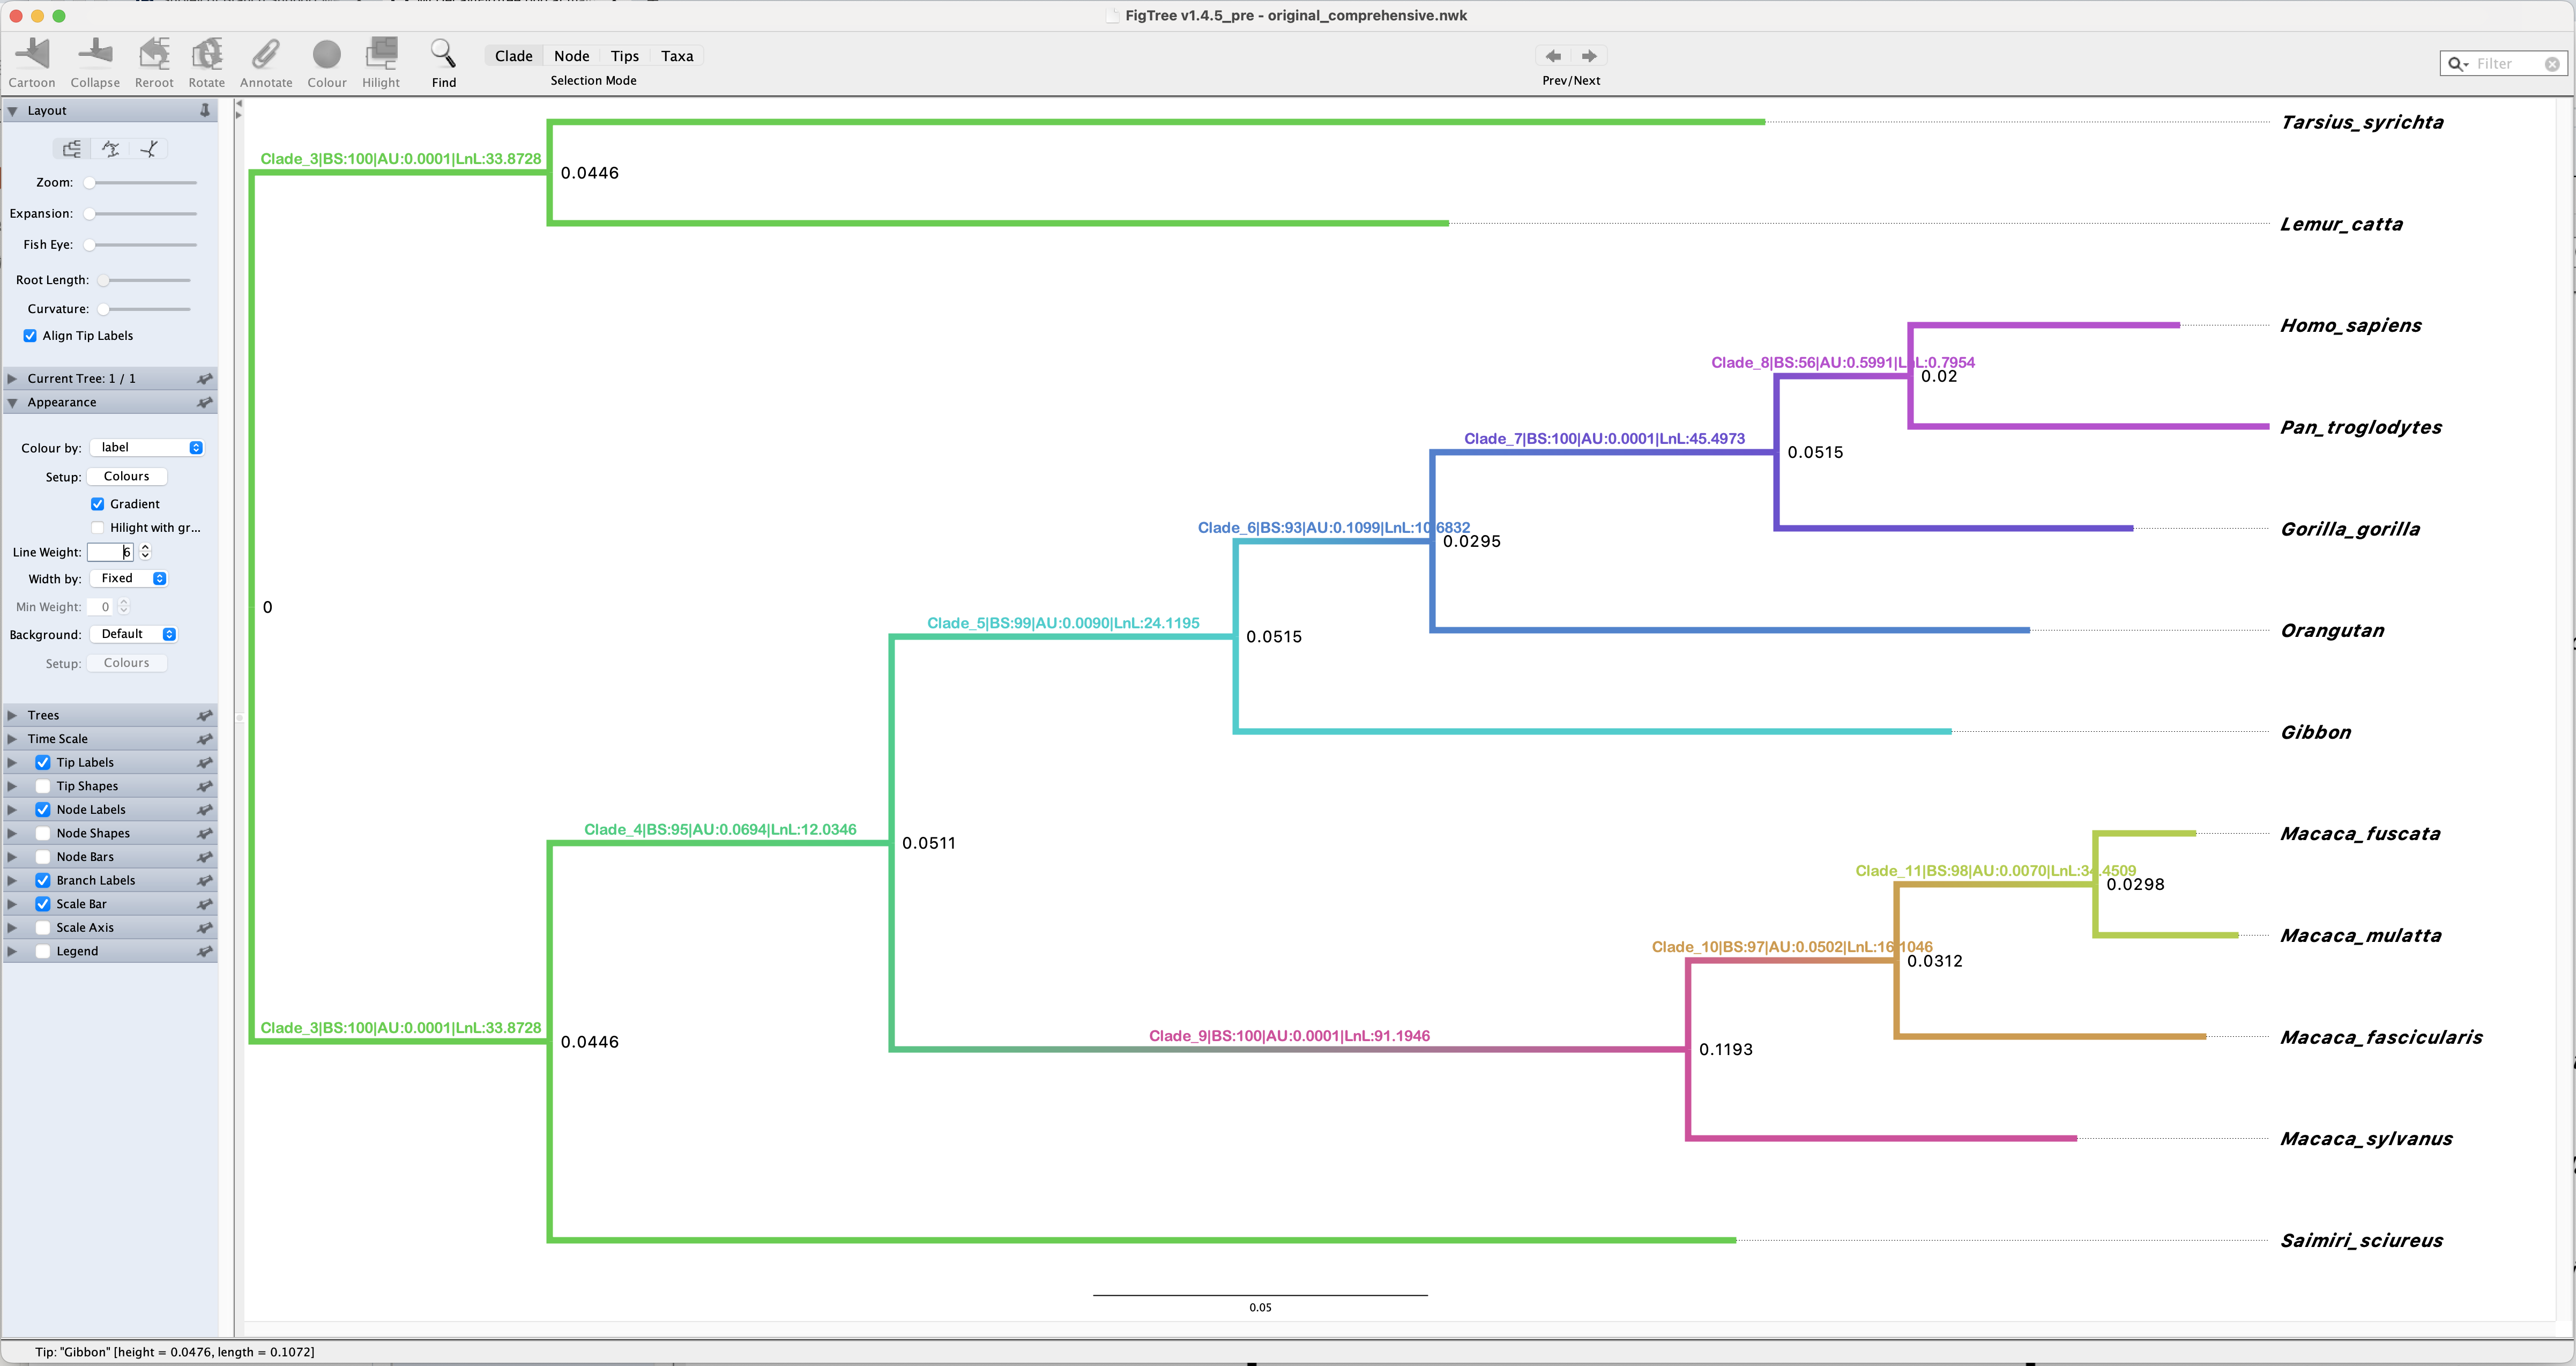 FigTree v1.4.5_pre - original_comprehensive.nwk
Cartoon Collapse Reroot Rotate Annotate Colour Hilight Find
Clade Node Tips Taxa
Selection Mode
Prev/Next
Filter
Layout
Zoom:
Expansion:
Fish Eye:
Root Length:
Curvature:
Align Tip Labels
Current Tree: 1 / 1
Appearance
Colour by: label
Setup: Colours
Gradient
Hilight with gr...
Line Weight: 6
Width by: Fixed
Min Weight: 0
Background: Default
Setup: Colours
Trees
Time Scale
Tip Labels
Tip Shapes
Node Labels
Node Shapes
Node Bars
Branch Labels
Scale Bar
Scale Axis
Legend
Tarsius_syrichta
Clade_3|BS:100|AU:0.0001|LnL:33.8728
0.0446
Lemur_catta
Homo_sapiens
Clade_8|BS:56|AU:0.5991|LnL:0.7954
0.02
Pan_troglodytes
Clade_7|BS:100|AU:0.0001|LnL:45.4973
0.0515
Gorilla_gorilla
Clade_6|BS:93|AU:0.1099|LnL:10.6832
0.0295
0
Clade_5|BS:99|AU:0.0090|LnL:24.1195
Orangutan
0.0515
Gibbon
Clade_4|BS:95|AU:0.0694|LnL:12.0346
0.0511
Macaca_fuscata
Clade_11|BS:98|AU:0.0070|LnL:34.4509
0.0298
Macaca_mulatta
Clade_10|BS:97|AU:0.0502|LnL:16.1046
0.0312
Clade_3|BS:100|AU:0.0001|LnL:33.8728
0.0446
Clade_9|BS:100|AU:0.0001|LnL:91.1946
0.1193
Macaca_fascicularis
Macaca_sylvanus
Saimiri_sciureus
0.05
Tip: "Gibbon" [height = 0.0476, length = 0.1072]